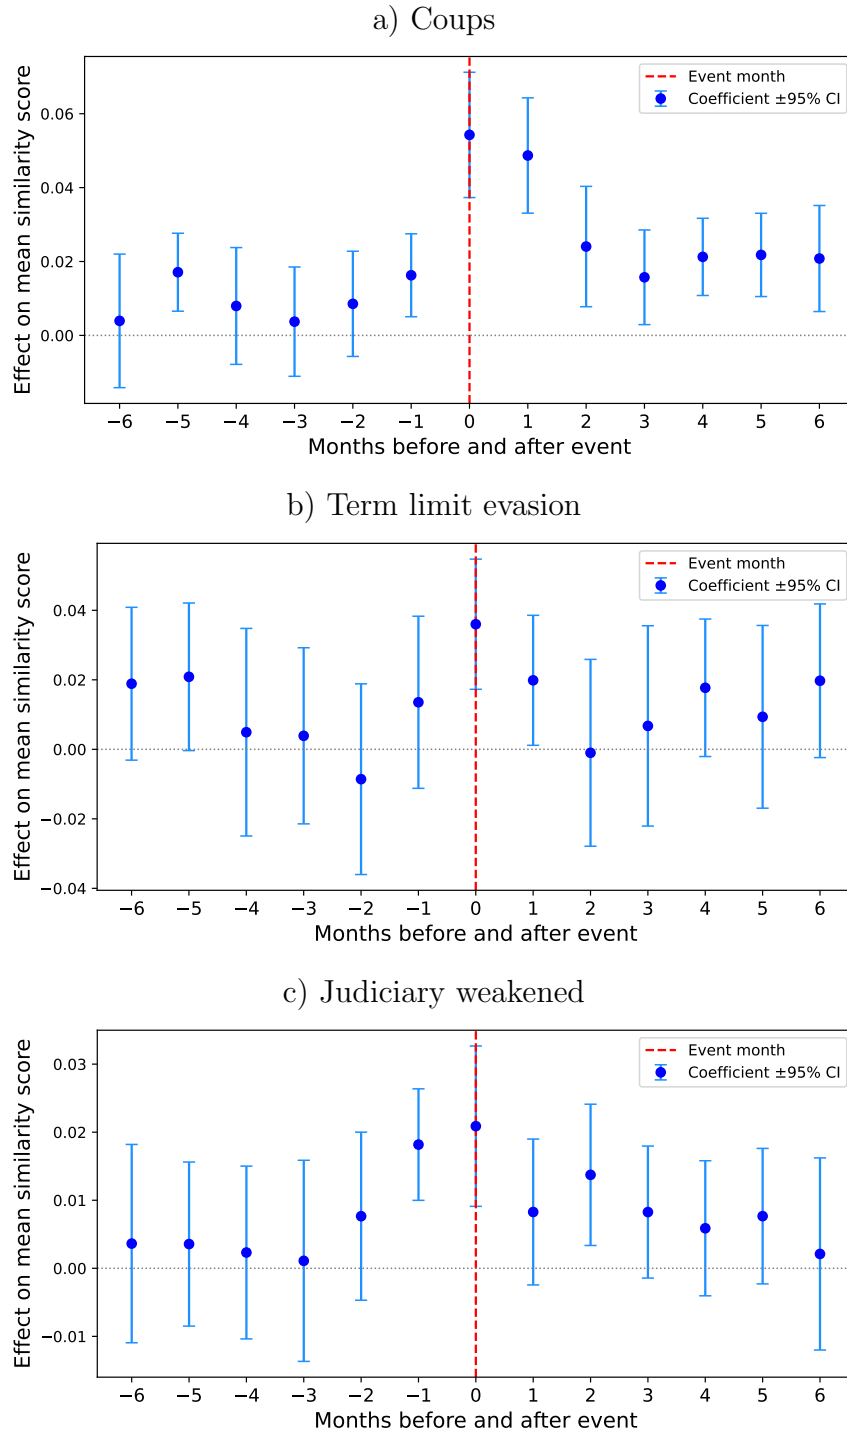 a) Coups
Effect on mean similarity score
0.06
0.04
0.02
0.00
Event month
Coefficient ±95% CI
−6 −5 −4 −3 −2 −1 0 1 2 3 4 5 6
Months before and after event
b) Term limit evasion
Effect on mean similarity score
0.04
0.02
0.00
−0.02
−0.04
Event month
Coefficient ±95% CI
−6 −5 −4 −3 −2 −1 0 1 2 3 4 5 6
Months before and after event
c) Judiciary weakened
Effect on mean similarity score
0.03
0.02
0.01
0.00
−0.01
Event month
Coefficient ±95% CI
−6 −5 −4 −3 −2 −1 0 1 2 3 4 5 6
Months before and after event